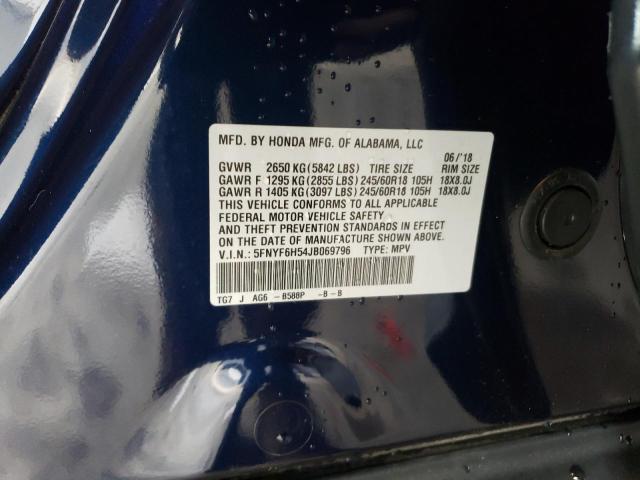 MFD. BY HONDA MFG. OF ALABAMA, LLC 06/'18
GVWR 2650 KG(5842 LBS) TIRE SIZE RIM SIZE
GAWR F 1295 KG(2855 LBS) 245/60R18 105H 18X8.0J
GAWR R 1405 KG(3097 LBS) 245/60R18 105H 18X8.0J
THIS VEHICLE CONFORMS TO ALL APPLICABLE
FEDERAL MOTOR VEHICLE SAFETY
AND THEFT PREVENTION STANDARDS IN EFFECT
ON THE DATE OF MANUFACTURE SHOWN ABOVE.
V.I.N.: 5FNYF6H54JB069796 TYPE: MPV
TG7 J AG6 -B588P -B-B